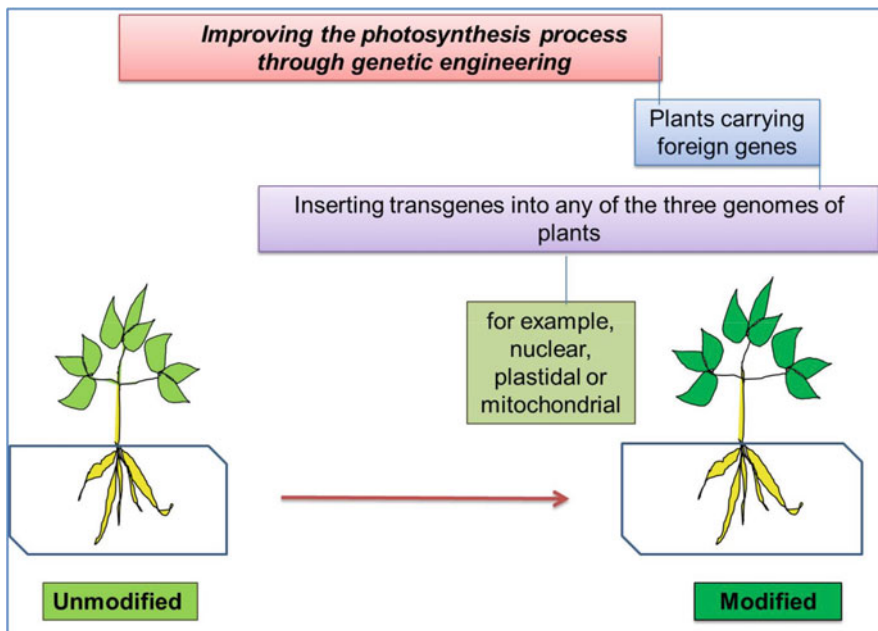 Improving the photosynthesis process
through genetic engineering
Plants carrying
foreign genes
Inserting transgenes into any of the three genomes of
plants
for example,
nuclear,
plastidal or
mitochondrial
Unmodified
Modified